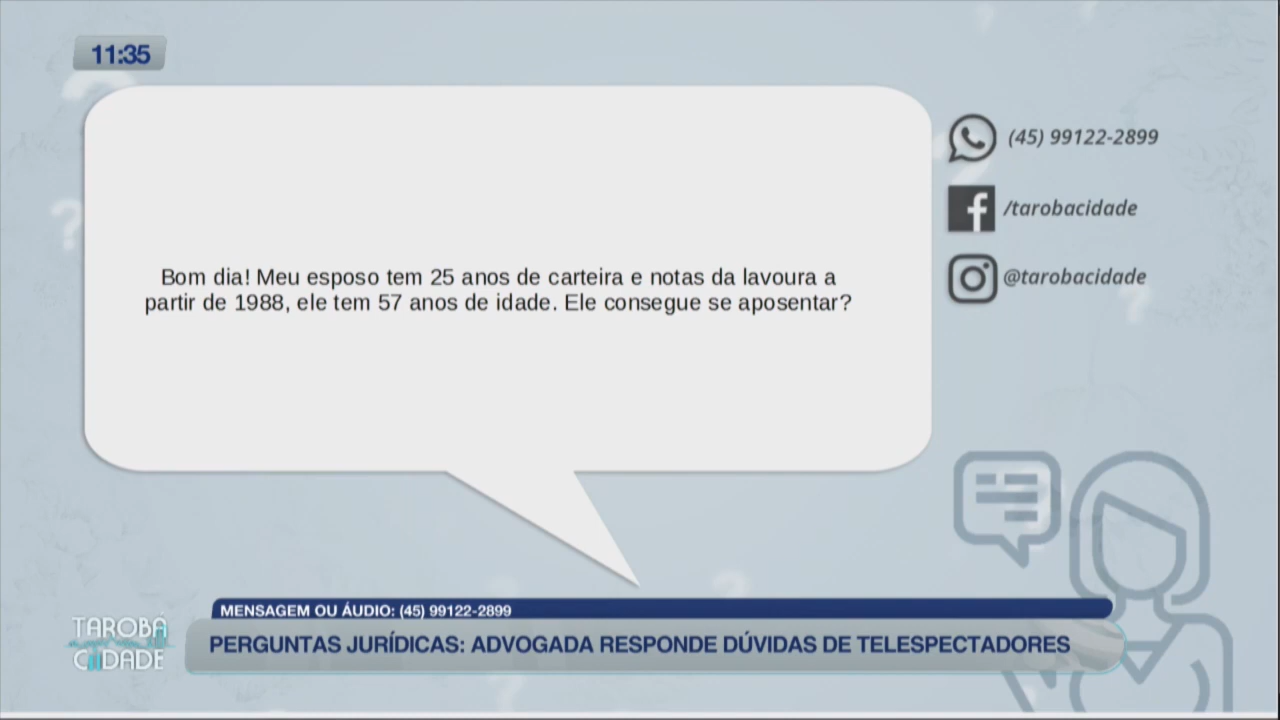 11:35
Bom dia! Meu esposo tem 25 anos de carteira e notas da lavoura a
partir de 1988, ele tem 57 anos de idade. Ele consegue se aposentar?
(45) 99122-2899
/tarobacidade
@tarobacidade
MENSAGEM OU ÁUDIO: (45) 99122-2899
PERGUNTAS JURÍDICAS: ADVOGADA RESPONDE DÚVIDAS DE TELESPECTADORES
TAROBÁ
CIDADE